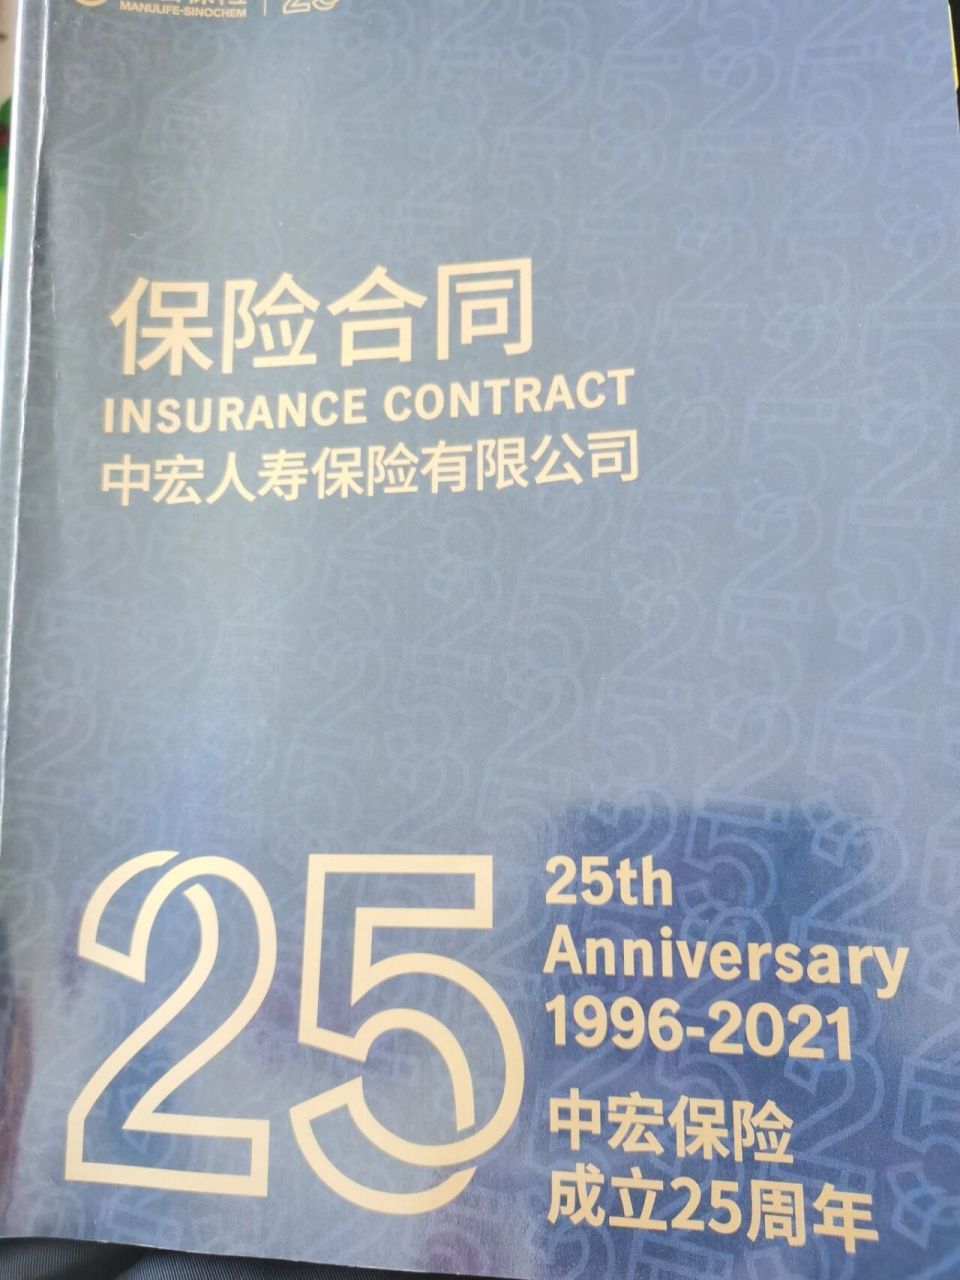 MANULIFE-SINOCHEM
保险合同
INSURANCE CONTRACT
中宏人寿保险有限公司
25
25th
Anniversary
1996-2021
中宏保险
成立25周年